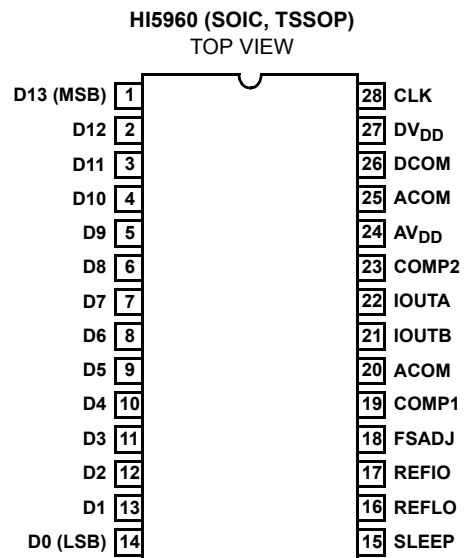 HI5960 (SOIC, TSSOP)
TOP VIEW
D13 (MSB) 1 28 CLK
D12 2 27 DVDD
D11 3 26 DCOM
D10 4 25 ACOM
D9 5 24 AVDD
D8 6 23 COMP2
D7 7 22 IOUTA
D6 8 21 IOUTB
D5 9 20 ACOM
D4 10 19 COMP1
D3 11 18 FSADJ
D2 12 17 REFIO
D1 13 16 REFLO
D0 (LSB) 14 15 SLEEP